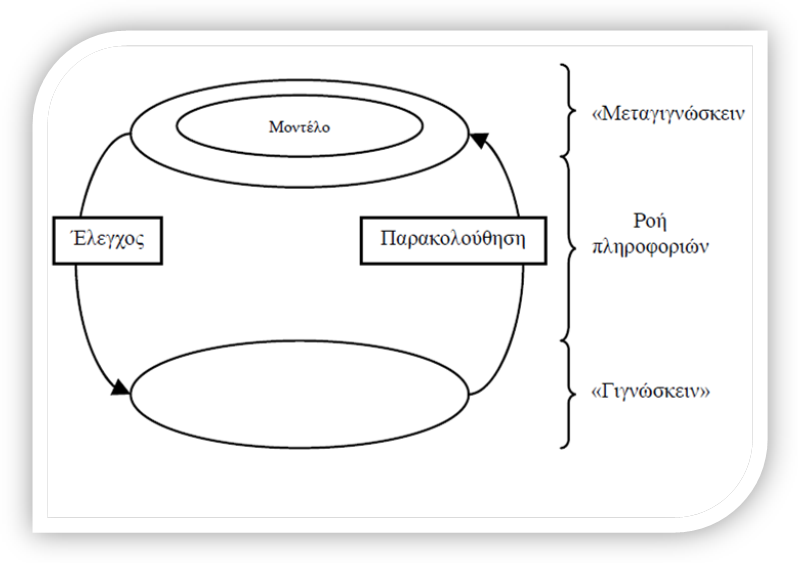 Μοντέλο
«Μεταγιγνώσκειν
Έλεγχος
Παρακολούθηση
Ροή
πληροφοριών
«Γιγνώσκειν»